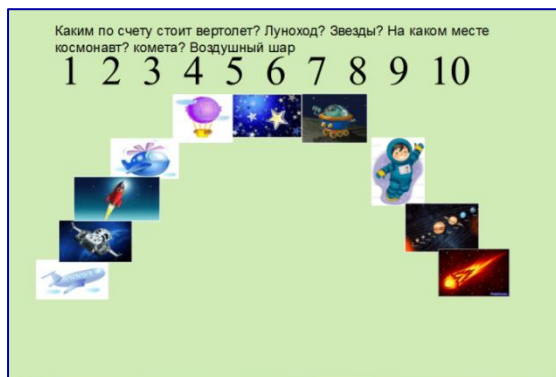 Каким по счету стоит вертолет? Луноход? Звезды? На каком месте
космонавт? комета? Воздушный шар
1 2 3 4 5 6 7 8 9 10